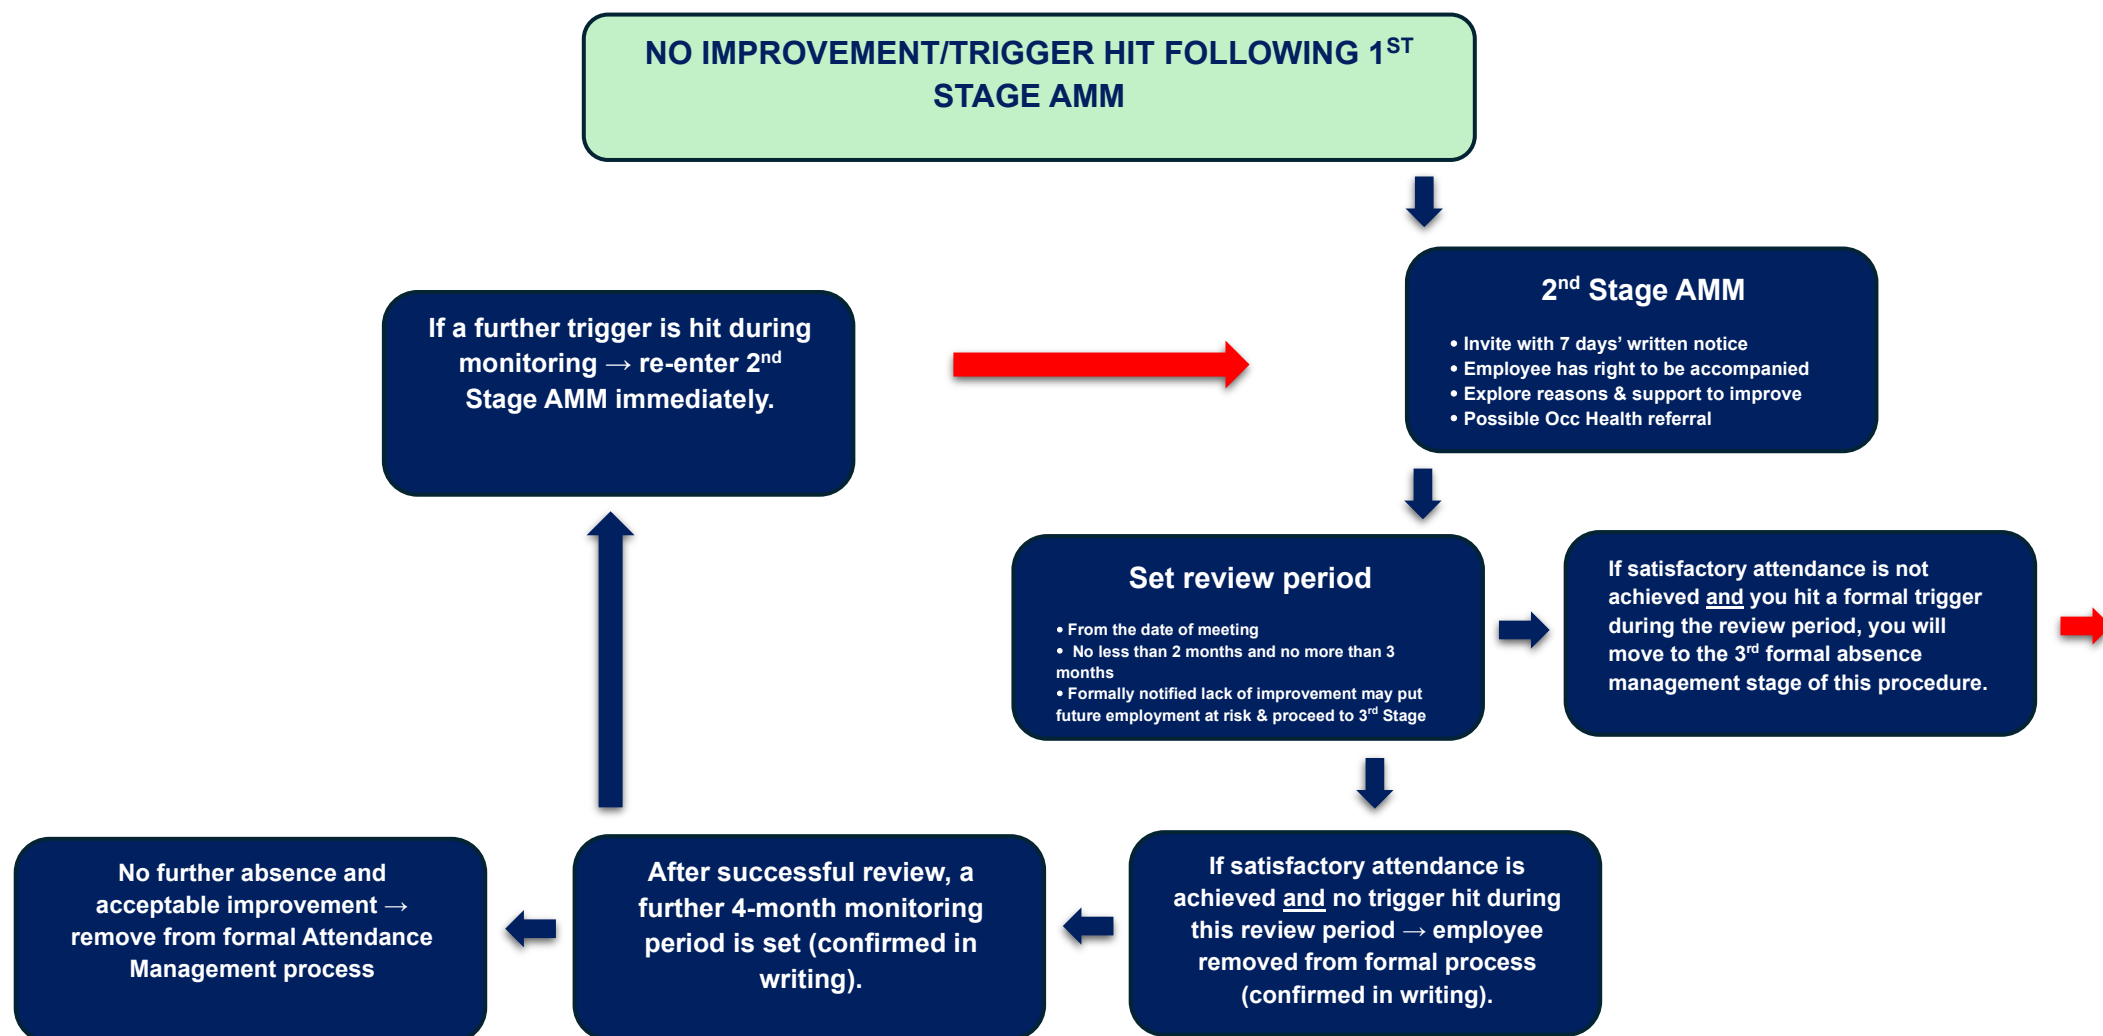 NO IMPROVEMENT/TRIGGER HIT FOLLOWING 1ST
STAGE AMM
2nd Stage AMM
• Invite with 7 days' written notice
• Employee has right to be accompanied
• Explore reasons & support to improve
• Possible Occ Health referral
If a further trigger is hit during
monitoring → re-enter 2nd
Stage AMM immediately.
Set review period
• From the date of meeting
• No less than 2 months and no more than 3
months
• Formally notified lack of improvement may put
future employment at risk & proceed to 3rd Stage
If satisfactory attendance is not
achieved and you hit a formal trigger
during the review period, you will
move to the 3rd formal absence
management stage of this procedure.
If satisfactory attendance is
achieved and no trigger hit during
this review period → employee
removed from formal process
(confirmed in writing).
After successful review, a
further 4-month monitoring
period is set (confirmed in
writing).
No further absence and
acceptable improvement →
remove from formal Attendance
Management process